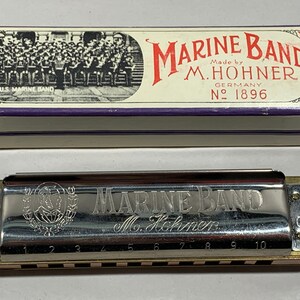 MARINE BAND
Made by
M. HOHNER
GERMANY
No 1896
U.S. MARINE BAND
MARINE BAND
M. Hohner
1 2 3 4 5 6 7 8 9 10